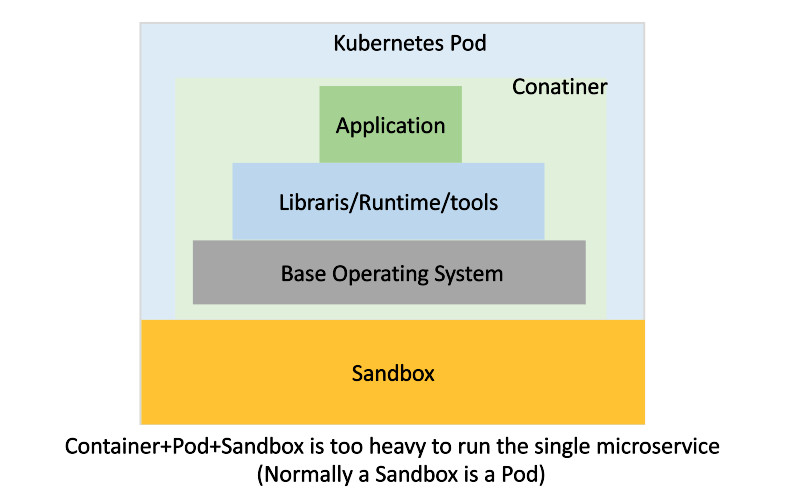 Kubernetes Pod
Conatiner
Application
Libraris/Runtime/tools
Base Operating System
Sandbox
Container+Pod+Sandbox is too heavy to run the single microservice
(Normally a Sandbox is a Pod)